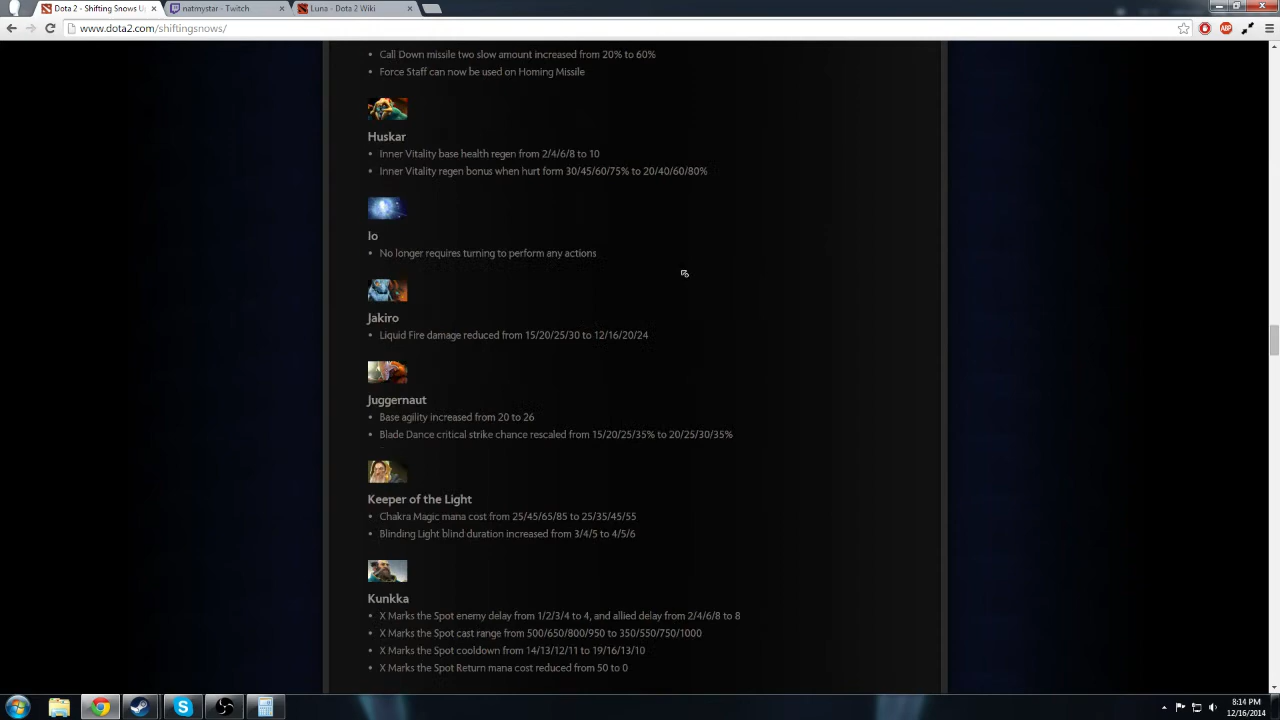 Dota 2 - Shifting Snows U
natmystar - Twitch
Luna - Dota 2 Wiki
www.dota2.com/shiftingsnows/
Call Down missile two slow amount increased from 20% to 60%
Force Staff can now be used on Homing Missile
Huskar
Inner Vitality base health regen from 2/4/6/8 to 10
Inner Vitality regen bonus when hurt form 30/45/60/75% to 20/40/60/80%
Io
No longer requires turning to perform any actions
Jakiro
Liquid Fire damage reduced from 15/20/25/30 to 12/16/20/24
Juggernaut
Base agility increased from 20 to 26
Blade Dance critical strike chance rescaled from 15/20/25/35% to 20/25/30/35%
Keeper of the Light
Chakra Magic mana cost from 25/45/65/85 to 25/35/45/55
Blinding Light blind duration increased from 3/4/5 to 4/5/6
Kunkka
X Marks the Spot enemy delay from 1/2/3/4 to 4, and allied delay from 2/4/6/8 to 8
X Marks the Spot cast range from 500/650/800/950 to 350/550/750/1000
X Marks the Spot cooldown from 14/13/12/11 to 19/16/13/10
X Marks the Spot Return mana cost reduced from 50 to 0
8:14 PM
12/16/2014